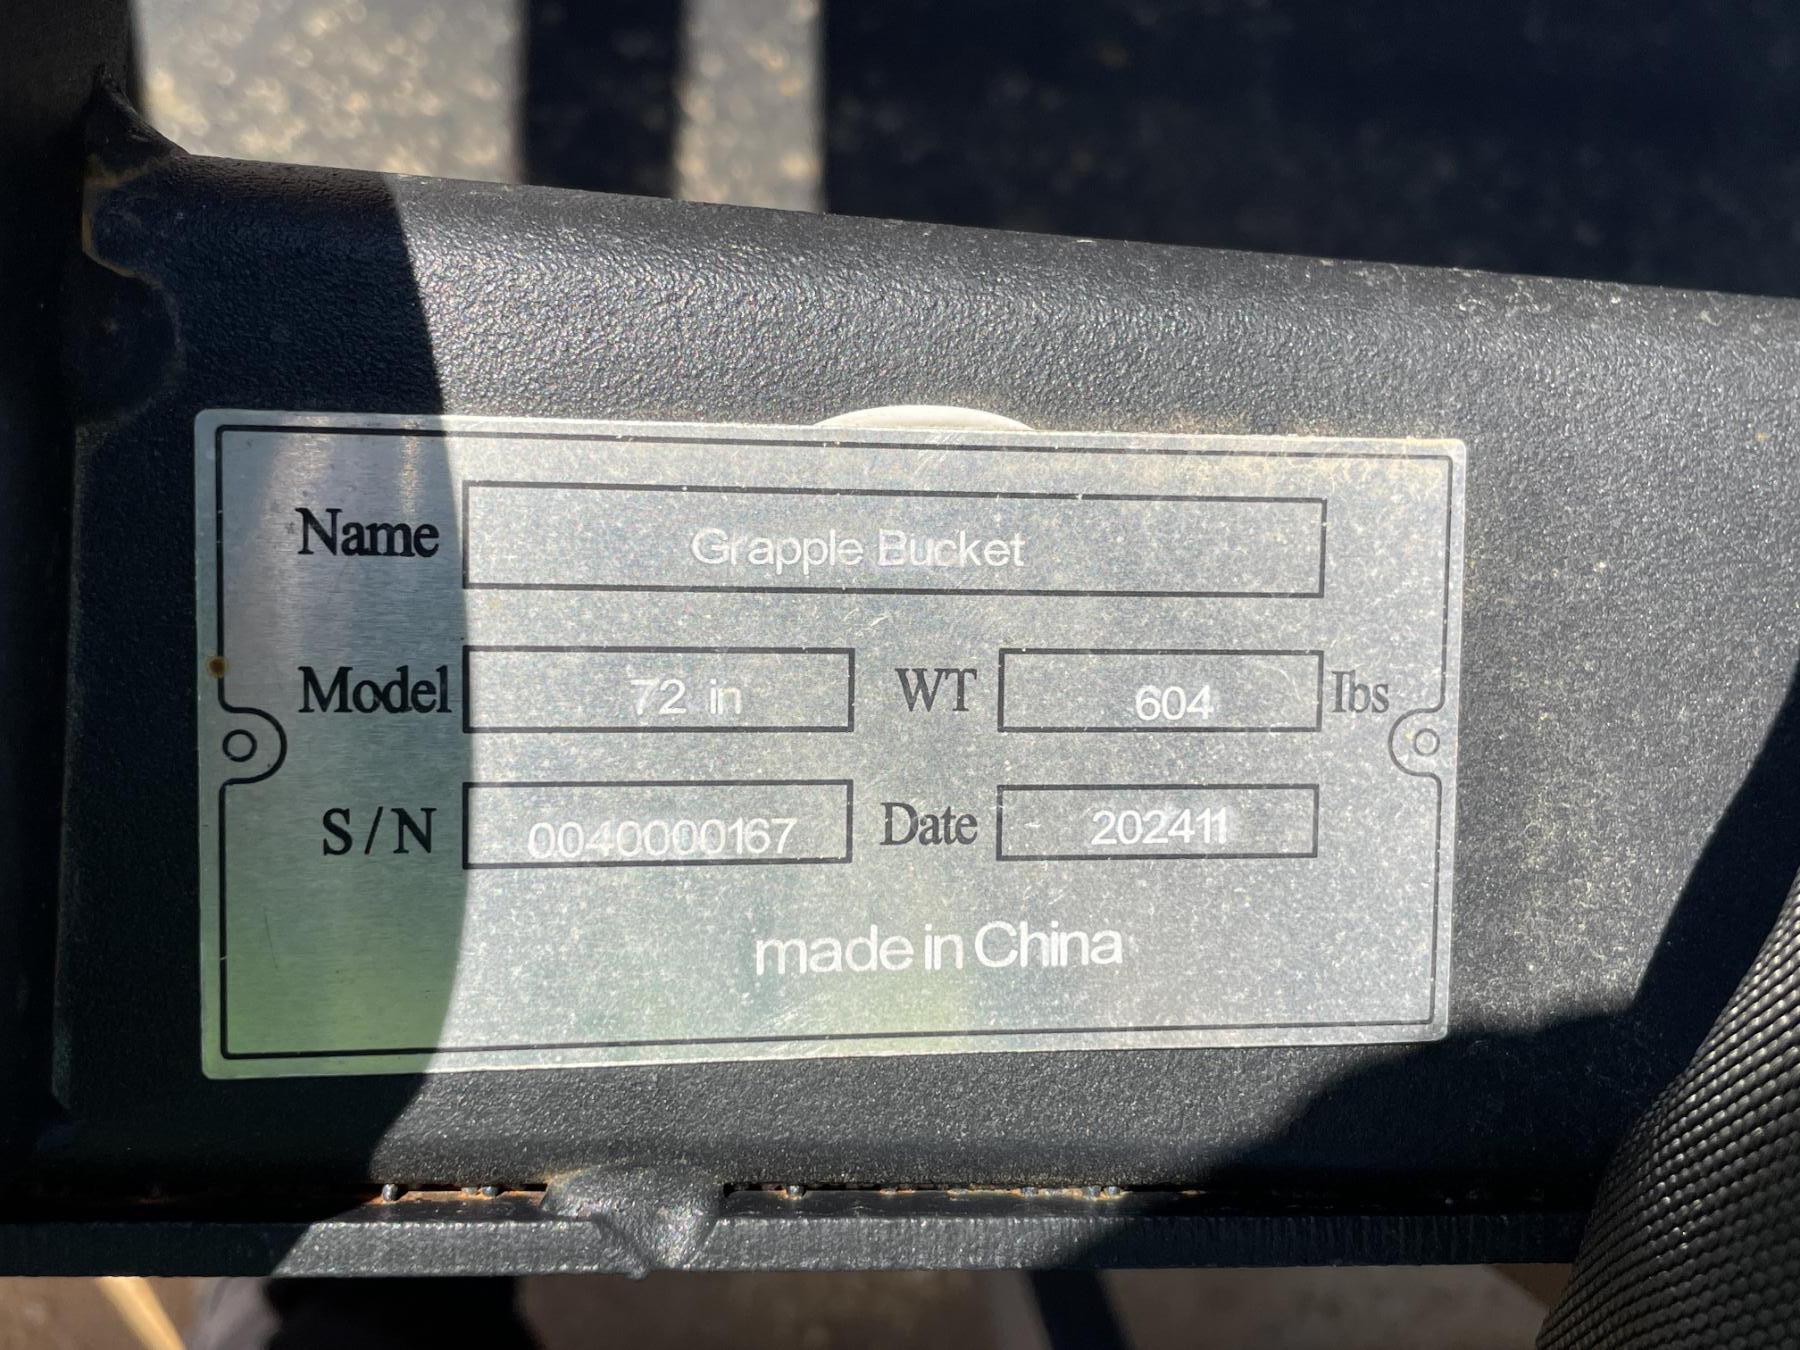 Name Grapple Bucket
Model 72 in WT 604 lbs
S/N 0040000167 Date 202411
made in China